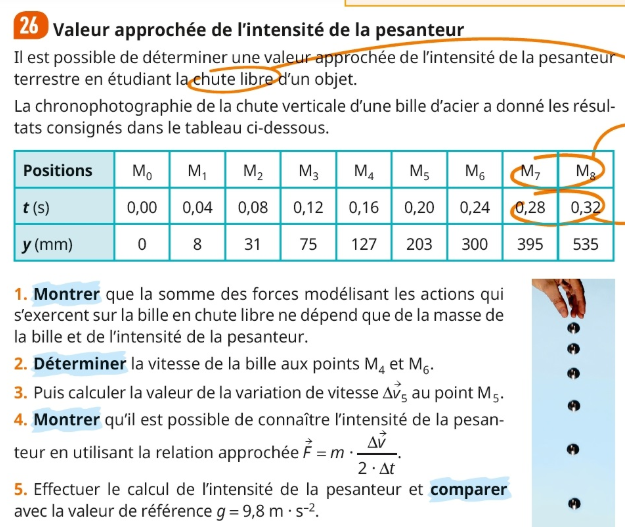 26 Valeur approchée de l'intensité de la pesanteur
Il est possible de déterminer une valeur approchée de l'intensité de la pesanteur
terrestre en étudiant la chute libre d'un objet.
La chronophotographie de la chute verticale d'une bille d'acier a donné les résul-
tats consignés dans le tableau ci-dessous.
Positions M₀ M₁ M₂ M₃ M₄ M₅ M₆ M₇ M₈
t (s) 0,00 0,04 0,08 0,12 0,16 0,20 0,24 0,28 0,32
y (mm) 0 8 31 75 127 203 300 395 535
1. Montrer que la somme des forces modélisant les actions qui
s'exercent sur la bille en chute libre ne dépend que de la masse de
la bille et de l'intensité de la pesanteur.
2. Déterminer la vitesse de la bille aux points M₄ et M₆.
3. Puis calculer la valeur de la variation de vitesse Δv⃗₅ au point M₅.
4. Montrer qu'il est possible de connaître l'intensité de la pesan-
teur en utilisant la relation approchée F⃗ = m · Δv⃗ / 2 · Δt.
5. Effectuer le calcul de l'intensité de la pesanteur et comparer
avec la valeur de référence g = 9,8 m · s⁻².